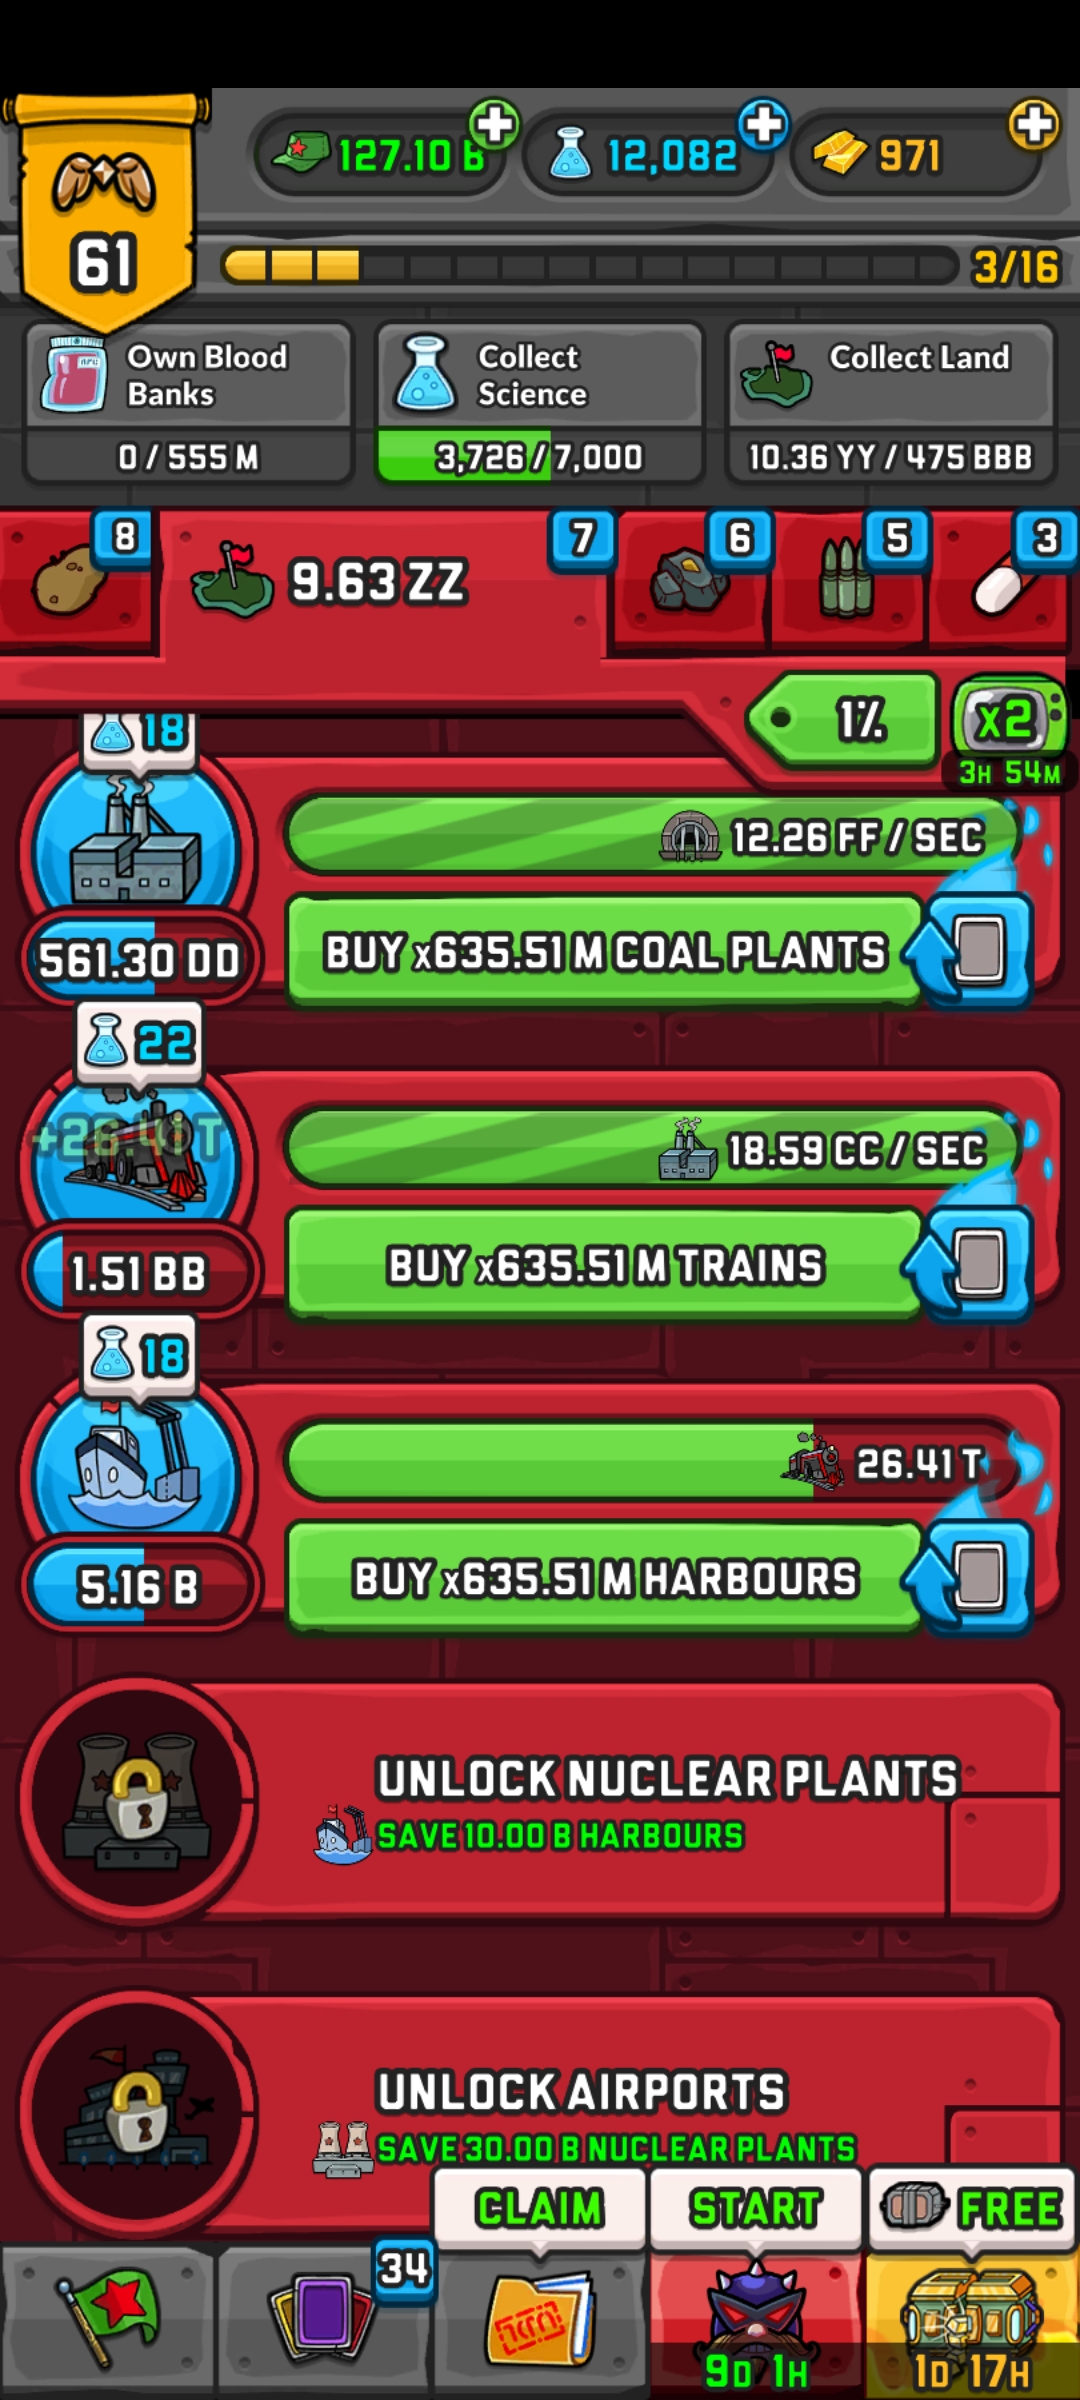 127.10 B
12,082
971
61
3/16
Own Blood
Banks
Collect
Science
Collect Land
0 / 555 M
3,726 / 7,000
10.36 YY / 475 BBB
8
9.63 ZZ
7
6
5
3
1%
x2
3H 54M
18
12.26 FF / SEC
561.30 DD
BUY x635.51 M COAL PLANTS
22
+26.41 T
18.59 CC / SEC
1.51 BB
BUY x635.51 M TRAINS
18
26.41 T
5.16 B
BUY x635.51 M HARBOURS
UNLOCK NUCLEAR PLANTS
SAVE 10.00 B HARBOURS
UNLOCK AIRPORTS
SAVE 30.00 B NUCLEAR PLANTS
CLAIM
START
FREE
34
9D 1H
1D 17H